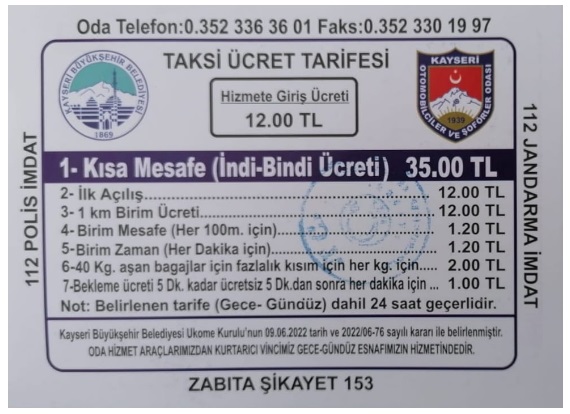 Oda Telefon:0.352 336 36 01 Faks:0.352 330 19 97
TAKSİ ÜCRET TARİFESİ
KAYSERİ BÜYÜKŞEHİR BELEDİYESİ
1869
Hizmete Giriş Ücreti
12.00 TL
KAYSERİ
OTOMOBİLCİLER VE ŞOFÖRLER ODASI
1939
112 POLİS İMDAT
112 JANDARMA İMDAT
1- Kısa Mesafe (İndi-Bindi Ücreti) 35.00 TL
2- İlk Açılış 12.00 TL
3- 1 km Birim Ücreti 12.00 TL
4- Birim Mesafe (Her 100m. için) 1.20 TL
5-Birim Zaman (Her Dakika için) 1.20 TL
6-40 Kg. aşan bagajlar için fazlalık kısım için her kg. için..... 2.00 TL
7-Bekleme ücreti 5 Dk. kadar ücretsiz 5 Dk.dan sonra her dakika için... 1.00 TL
Not: Belirlenen tarife (Gece- Gündüz) dahil 24 saat geçerlidir.
Kayseri Büyükşehir Belediyesi Ukome Kurulu'nun 09.06.2022 tarih ve 2022/06-76 sayılı kararı ile belirlenmiştir.
ODA HİZMET ARAÇLARIMIZDAN KURTARICI VİNCİMİZ GECE-GÜNDÜZ ESNAFIMIZIN HİZMETİNDEDİR.
ZABITA ŞİKAYET 153